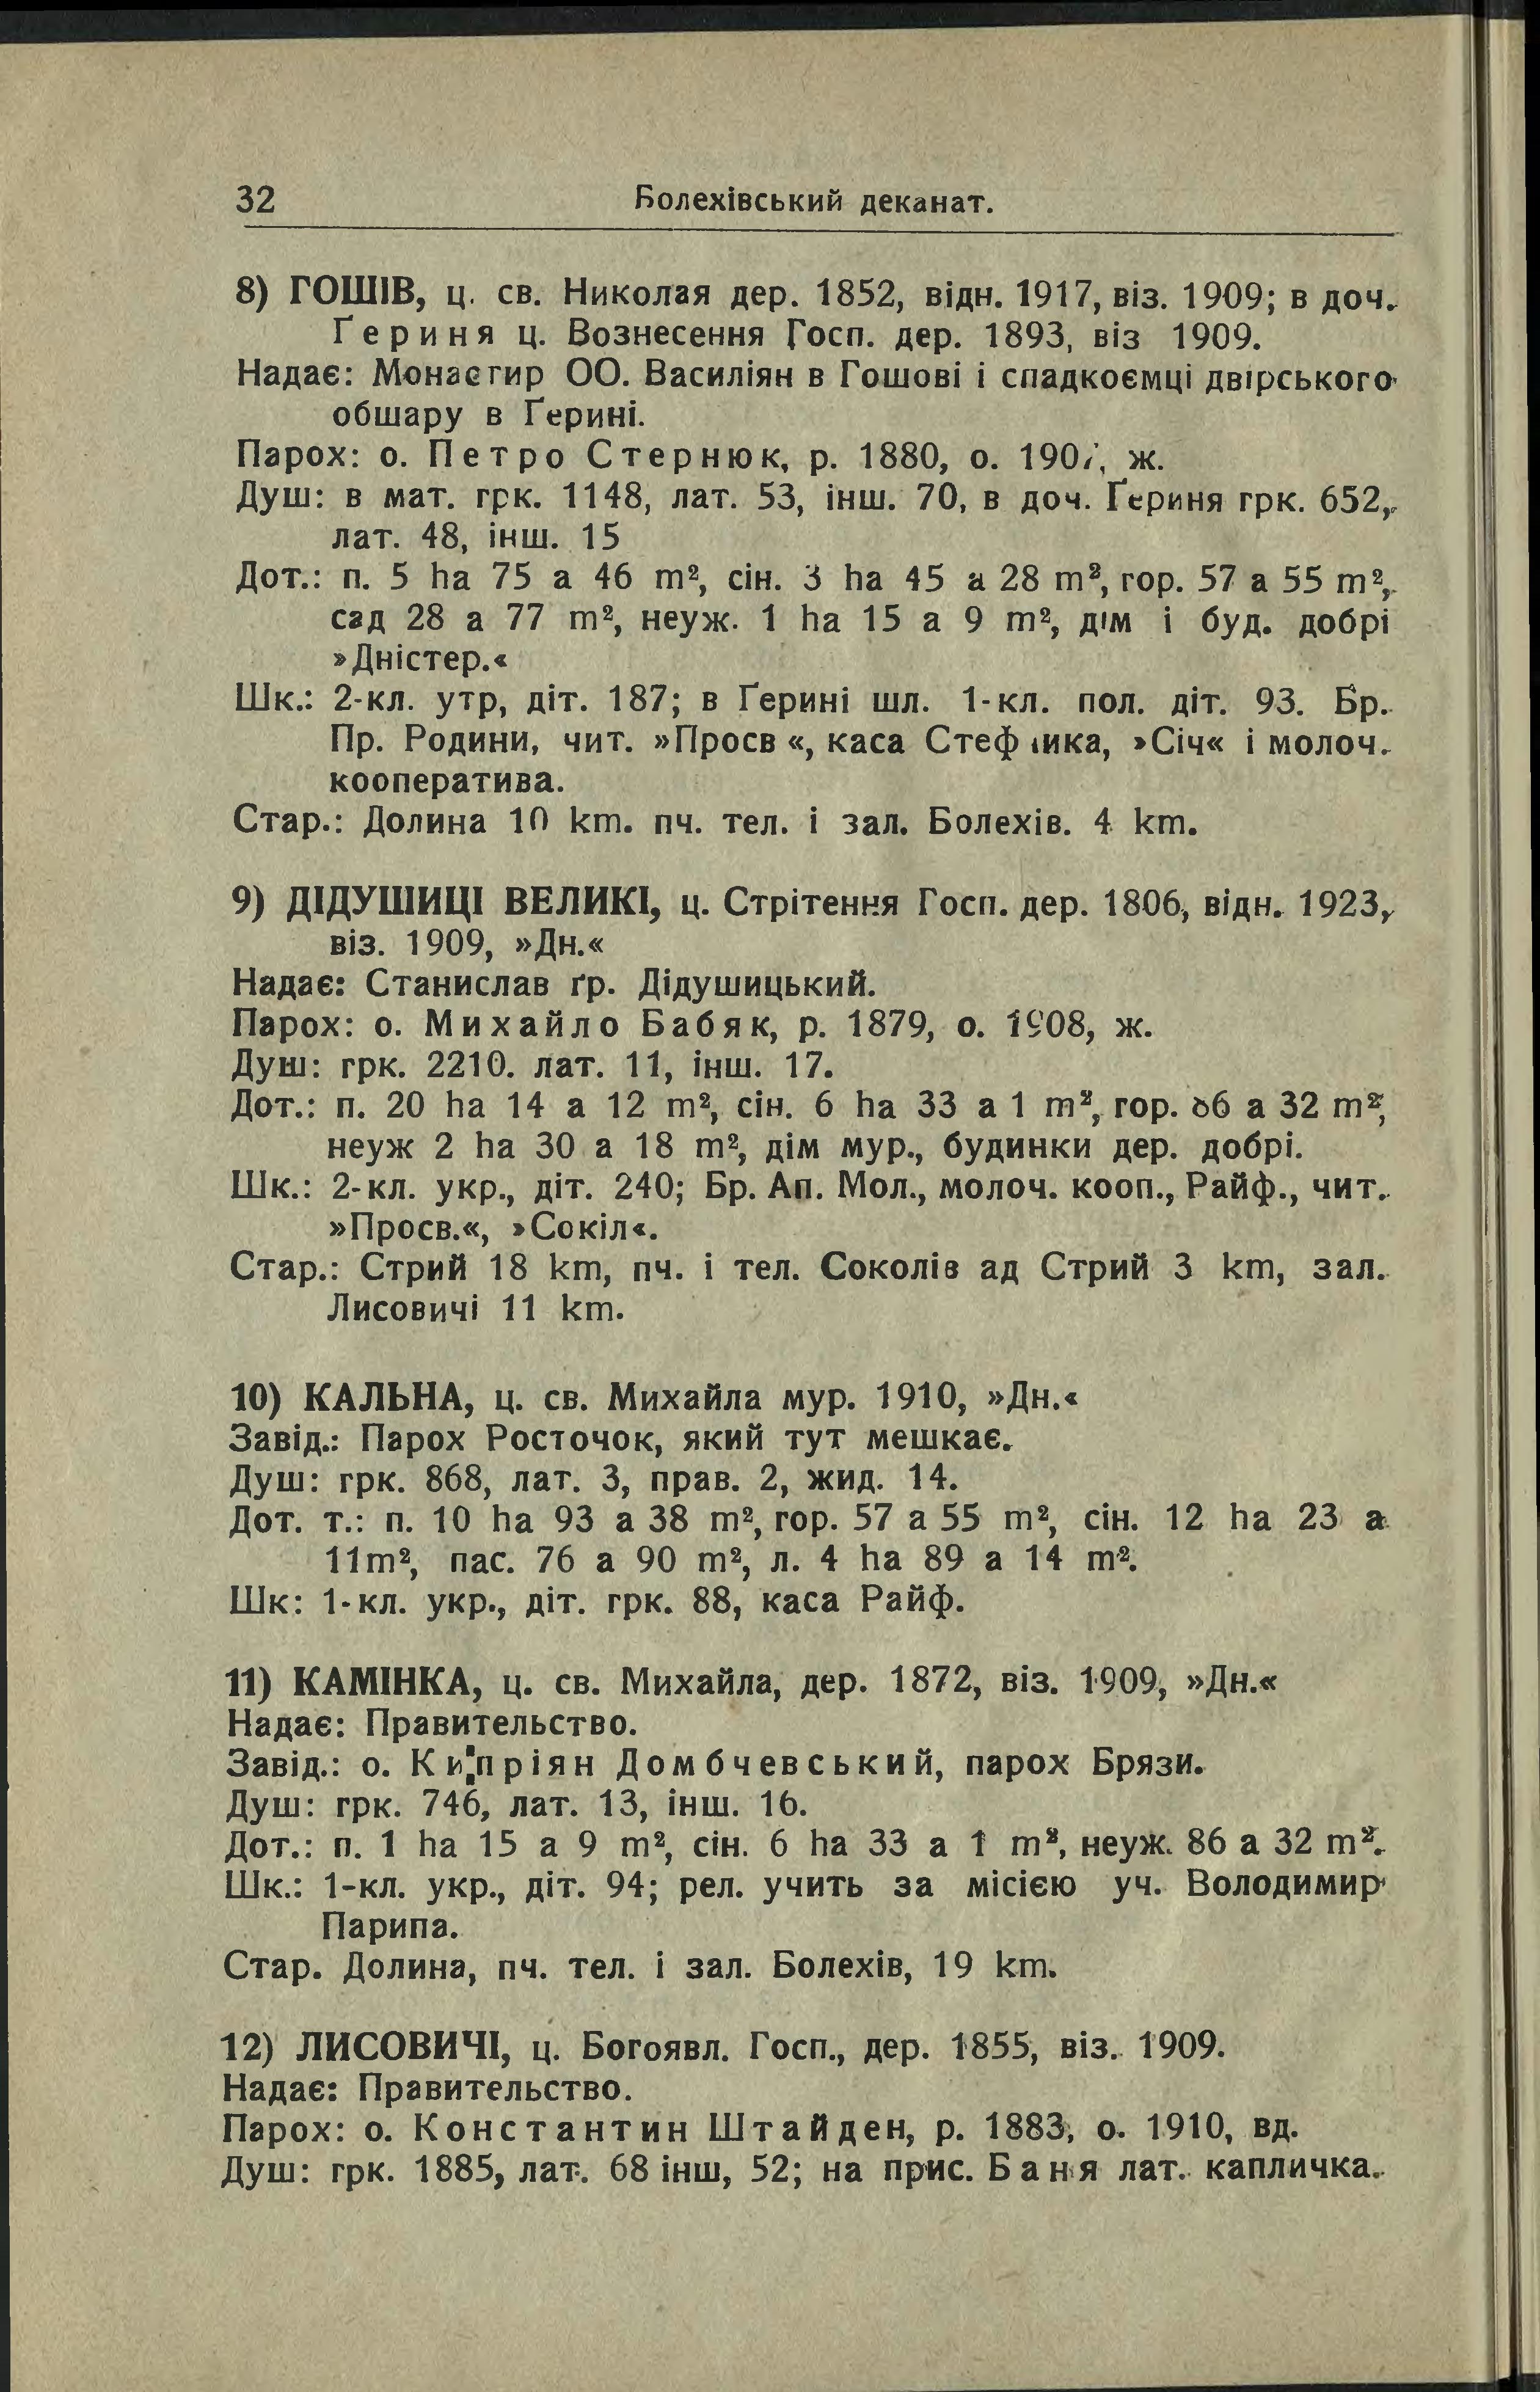 32 Болехівський деканат.
8) ГОШІВ, ц. св. Николая дер. 1852, відн. 1917, віз. 1909; в доч.
Ґериня ц. Вознесення Госп. дер. 1893, віз 1909.
Надає: Монастир ОО. Василіян в Гошові і спадкоємці двірського
обшару в Ґерині.
Парох: о. Петро Стернюк, р. 1880, о. 1907, ж.
Душ: в мат. грк. 1148, лат. 53, інш. 70, в доч. Ґериня грк. 652,
лат. 48, інш. 15
Дот.: п. 5 ha 75 a 46 m², сін. 3 ha 45 a 28 m², гор. 57 a 55 m²,
сад 28 a 77 m², неуж. 1 ha 15 a 9 m², дім і буд. добрі
»Дністер.«
Шк.: 2-кл. утр, діт. 187; в Ґерині шл. 1-кл. пол. діт. 93. Бр.
Пр. Родини, чит. »Просв«, каса Стефчика, »Січ« і молоч.
кооператива.
Стар.: Долина 10 km. пч. тел. і зал. Болехів. 4 km.
9) ДІДУШИЦІ ВЕЛИКІ, ц. Стрітення Госп. дер. 1806, відн. 1923,
віз. 1909, »Дн.«
Надає: Станислав ґр. Дідушицький.
Парох: о. Михайло Бабяк, р. 1879, о. 1908, ж.
Душ: грк. 2210. лат. 11, інш. 17.
Дот.: п. 20 ha 14 a 12 m², сін. 6 ha 33 a 1 m², гор. 86 a 32 m²,
неуж 2 ha 30 a 18 m², дім мур., будинки дер. добрі.
Шк.: 2-кл. укр., діт. 240; Бр. Ап. Мол., молоч. кооп., Райф., чит.
»Просв.«, »Сокіл«.
Стар.: Стрий 18 km, пч. і тел. Соколів ад Стрий 3 km, зал.
Лисовичі 11 km.
10) КАЛЬНА, ц. св. Михайла мур. 1910, »Дн.«
Завід.: Парох Росточок, який тут мешкає.
Душ: грк. 868, лат. 3, прав. 2, жид. 14.
Дот. т.: п. 10 ha 93 a 38 m², гор. 57 a 55 m², сін. 12 ha 23 a
11m², пас. 76 a 90 m², л. 4 ha 89 a 14 m².
Шк: 1-кл. укр., діт. грк. 88, каса Райф.
11) КАМІНКА, ц. св. Михайла, дер. 1872, віз. 1909, »Дн.«
Надає: Правительство.
Завід.: о. Кипріян Домбчевський, парох Брязи.
Душ: грк. 746, лат. 13, інш. 16.
Дот.: п. 1 ha 15 a 9 m², сін. 6 ha 33 a 1 m², неуж. 86 a 32 m².
Шк.: 1-кл. укр., діт. 94; рел. учить за місією уч. Володимир
Парипа.
Стар. Долина, пч. тел. і зал. Болехів, 19 km.
12) ЛИСОВИЧІ, ц. Богоявл. Госп., дер. 1855, віз. 1909.
Надає: Правительство.
Парох: о. Константин Штайден, р. 1883, о. 1910, вд.
Душ: грк. 1885, лат. 68 інш, 52; на прис. Баня лат. капличка.